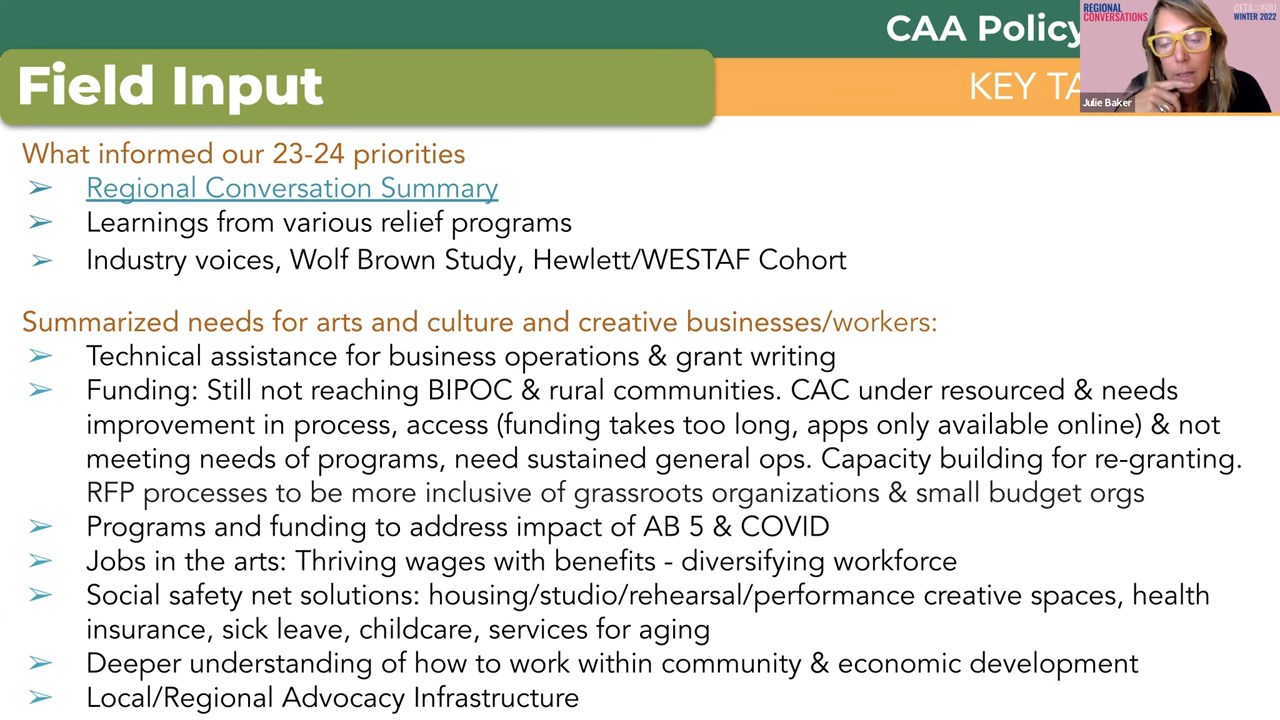 CAA Policy
Field Input
KEY TA
REGIONAL
CONVERSATIONS
CFTA=YOU
WINTER 2022
Julie Baker
What informed our 23-24 priorities
➢ Regional Conversation Summary
➢ Learnings from various relief programs
➢ Industry voices, Wolf Brown Study, Hewlett/WESTAF Cohort
Summarized needs for arts and culture and creative businesses/workers:
➢ Technical assistance for business operations & grant writing
➢ Funding: Still not reaching BIPOC & rural communities. CAC under resourced & needs
improvement in process, access (funding takes too long, apps only available online) & not
meeting needs of programs, need sustained general ops. Capacity building for re-granting.
RFP processes to be more inclusive of grassroots organizations & small budget orgs
➢ Programs and funding to address impact of AB 5 & COVID
➢ Jobs in the arts: Thriving wages with benefits - diversifying workforce
➢ Social safety net solutions: housing/studio/rehearsal/performance creative spaces, health
insurance, sick leave, childcare, services for aging
➢ Deeper understanding of how to work within community & economic development
➢ Local/Regional Advocacy Infrastructure